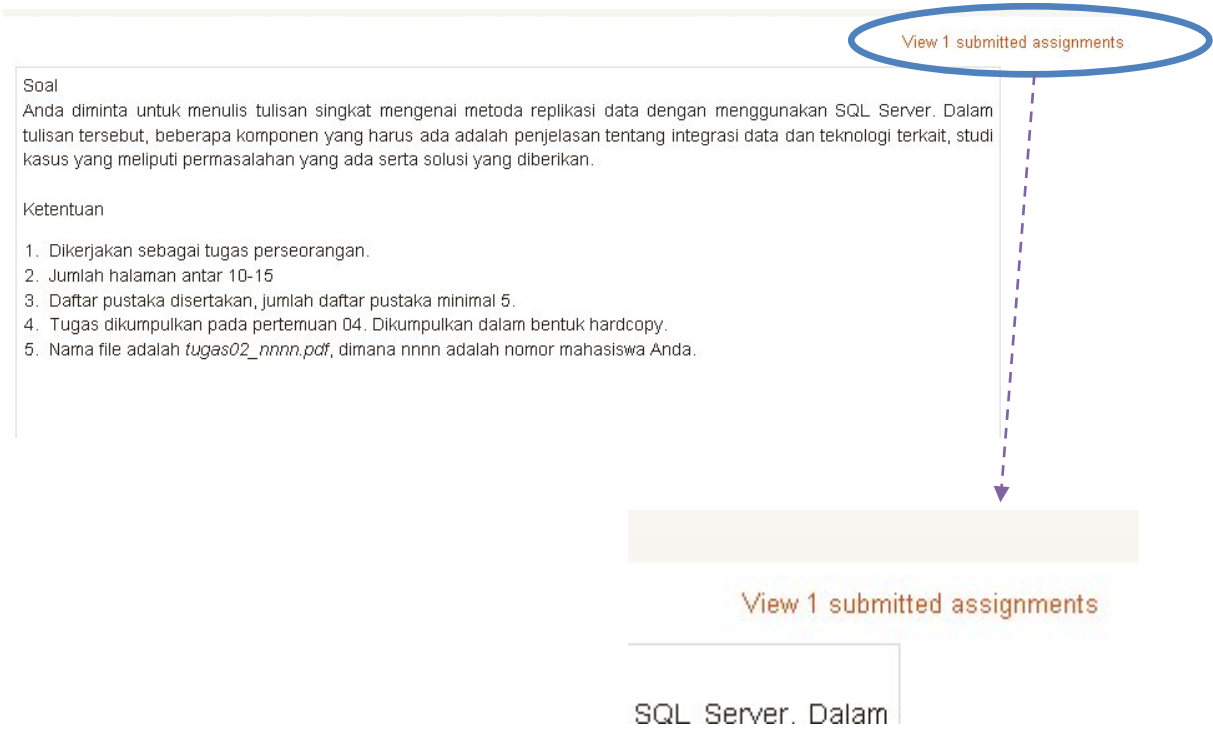 View 1 submitted assignments
Soal
Anda diminta untuk menulis tulisan singkat mengenai metoda replikasi data dengan menggunakan SQL Server. Dalam
tulisan tersebut, beberapa komponen yang harus ada adalah penjelasan tentang integrasi data dan teknologi terkait, studi
kasus yang meliputi permasalahan yang ada serta solusi yang diberikan.
Ketentuan
1. Dikerjakan sebagai tugas perseorangan.
2. Jumlah halaman antar 10-15
3. Daftar pustaka disertakan, jumlah daftar pustaka minimal 5.
4. Tugas dikumpulkan pada pertemuan 04. Dikumpulkan dalam bentuk hardcopy.
5. Nama file adalah tugas02_nnnn.pdf, dimana nnnn adalah nomor mahasiswa Anda.
View 1 submitted assignments
SQL Server. Dalam